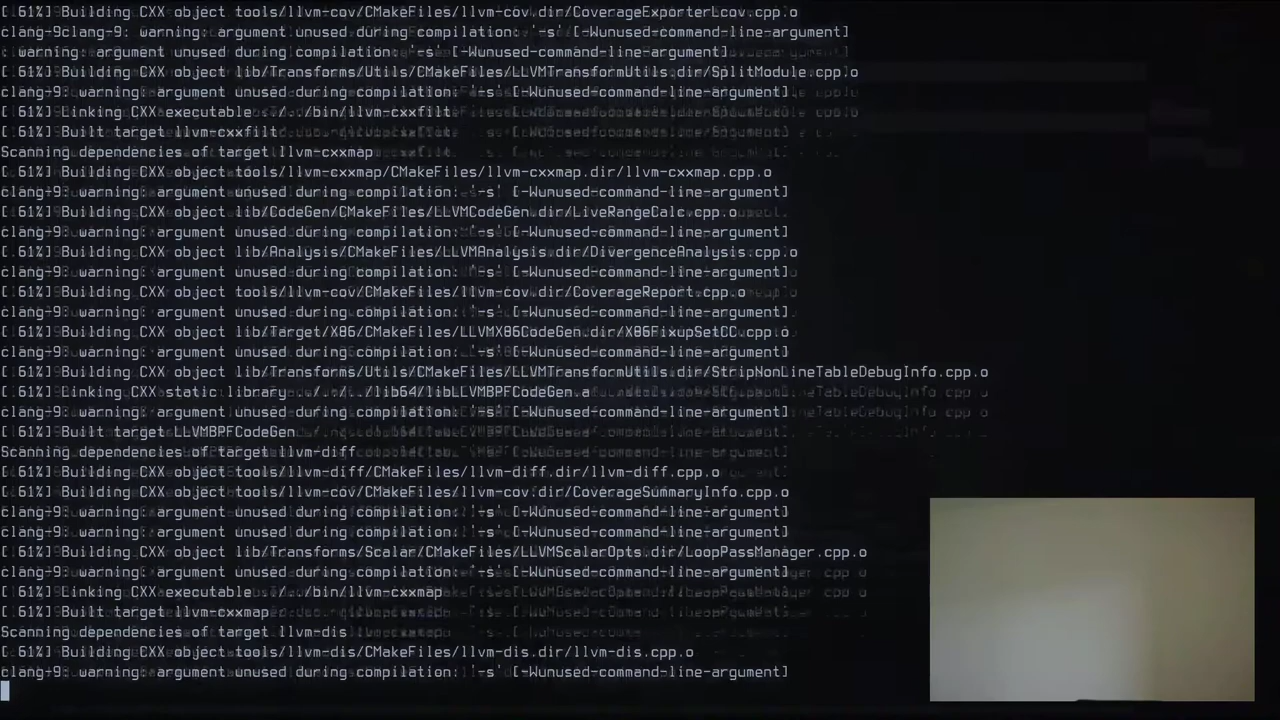 [ 61%] Building CXX object tools/llvm-cov/CMakeFiles/llvm-cov.dir/CoverageExporterLcov.cpp.o
clang-9clang-9: warning: argument unused during compilation: '-s' [-Wunused-command-line-argument]
: warning: argument unused during compilation: '-s' [-Wunused-command-line-argument]
[ 61%] Building CXX object lib/Transforms/Utils/CMakeFiles/LLVMTransformUtils.dir/SplitModule.cpp.o
clang-9: warning: argument unused during compilation: '-s' [-Wunused-command-line-argument]
[ 61%] Linking CXX executable ../../bin/llvm-cxxfilt
[ 61%] Built target llvm-cxxfilt
Scanning dependencies of target llvm-cxxmap
[ 61%] Building CXX object tools/llvm-cxxmap/CMakeFiles/llvm-cxxmap.dir/llvm-cxxmap.cpp.o
clang-9: warning: argument unused during compilation: '-s' [-Wunused-command-line-argument]
[ 61%] Building CXX object lib/CodeGen/CMakeFiles/LLVMCodeGen.dir/LiveRangeCalc.cpp.o
clang-9: warning: argument unused during compilation: '-s' [-Wunused-command-line-argument]
[ 61%] Building CXX object lib/Analysis/CMakeFiles/LLVMAnalysis.dir/DivergenceAnalysis.cpp.o
clang-9: warning: argument unused during compilation: '-s' [-Wunused-command-line-argument]
[ 61%] Building CXX object tools/llvm-cov/CMakeFiles/llvm-cov.dir/CoverageReport.cpp.o
clang-9: warning: argument unused during compilation: '-s' [-Wunused-command-line-argument]
[ 61%] Building CXX object lib/Target/X86/CMakeFiles/LLVMX86CodeGen.dir/X86FixupSetCC.cpp.o
clang-9: warning: argument unused during compilation: '-s' [-Wunused-command-line-argument]
[ 61%] Building CXX object lib/Transforms/Utils/CMakeFiles/LLVMTransformUtils.dir/StripNonLineTableDebugInfo.cpp.o
[ 61%] Linking CXX static library ../../../lib64/libLLVMBPFCodeGen.a
clang-9: warning: argument unused during compilation: '-s' [-Wunused-command-line-argument]
[ 61%] Built target LLVMBPFCodeGen
Scanning dependencies of target llvm-diff
[ 61%] Building CXX object tools/llvm-diff/CMakeFiles/llvm-diff.dir/llvm-diff.cpp.o
[ 61%] Building CXX object tools/llvm-cov/CMakeFiles/llvm-cov.dir/CoverageSummaryInfo.cpp.o
clang-9: warning: argument unused during compilation: '-s' [-Wunused-command-line-argument]
clang-9: warning: argument unused during compilation: '-s' [-Wunused-command-line-argument]
[ 61%] Building CXX object lib/Transforms/Scalar/CMakeFiles/LLVMScalarOpts.dir/LoopPassManager.cpp.o
clang-9: warning: argument unused during compilation: '-s' [-Wunused-command-line-argument]
[ 61%] Linking CXX executable ../../bin/llvm-cxxmap
[ 61%] Built target llvm-cxxmap
Scanning dependencies of target llvm-dis
[ 61%] Building CXX object tools/llvm-dis/CMakeFiles/llvm-dis.dir/llvm-dis.cpp.o
clang-9: warning: argument unused during compilation: '-s' [-Wunused-command-line-argument]